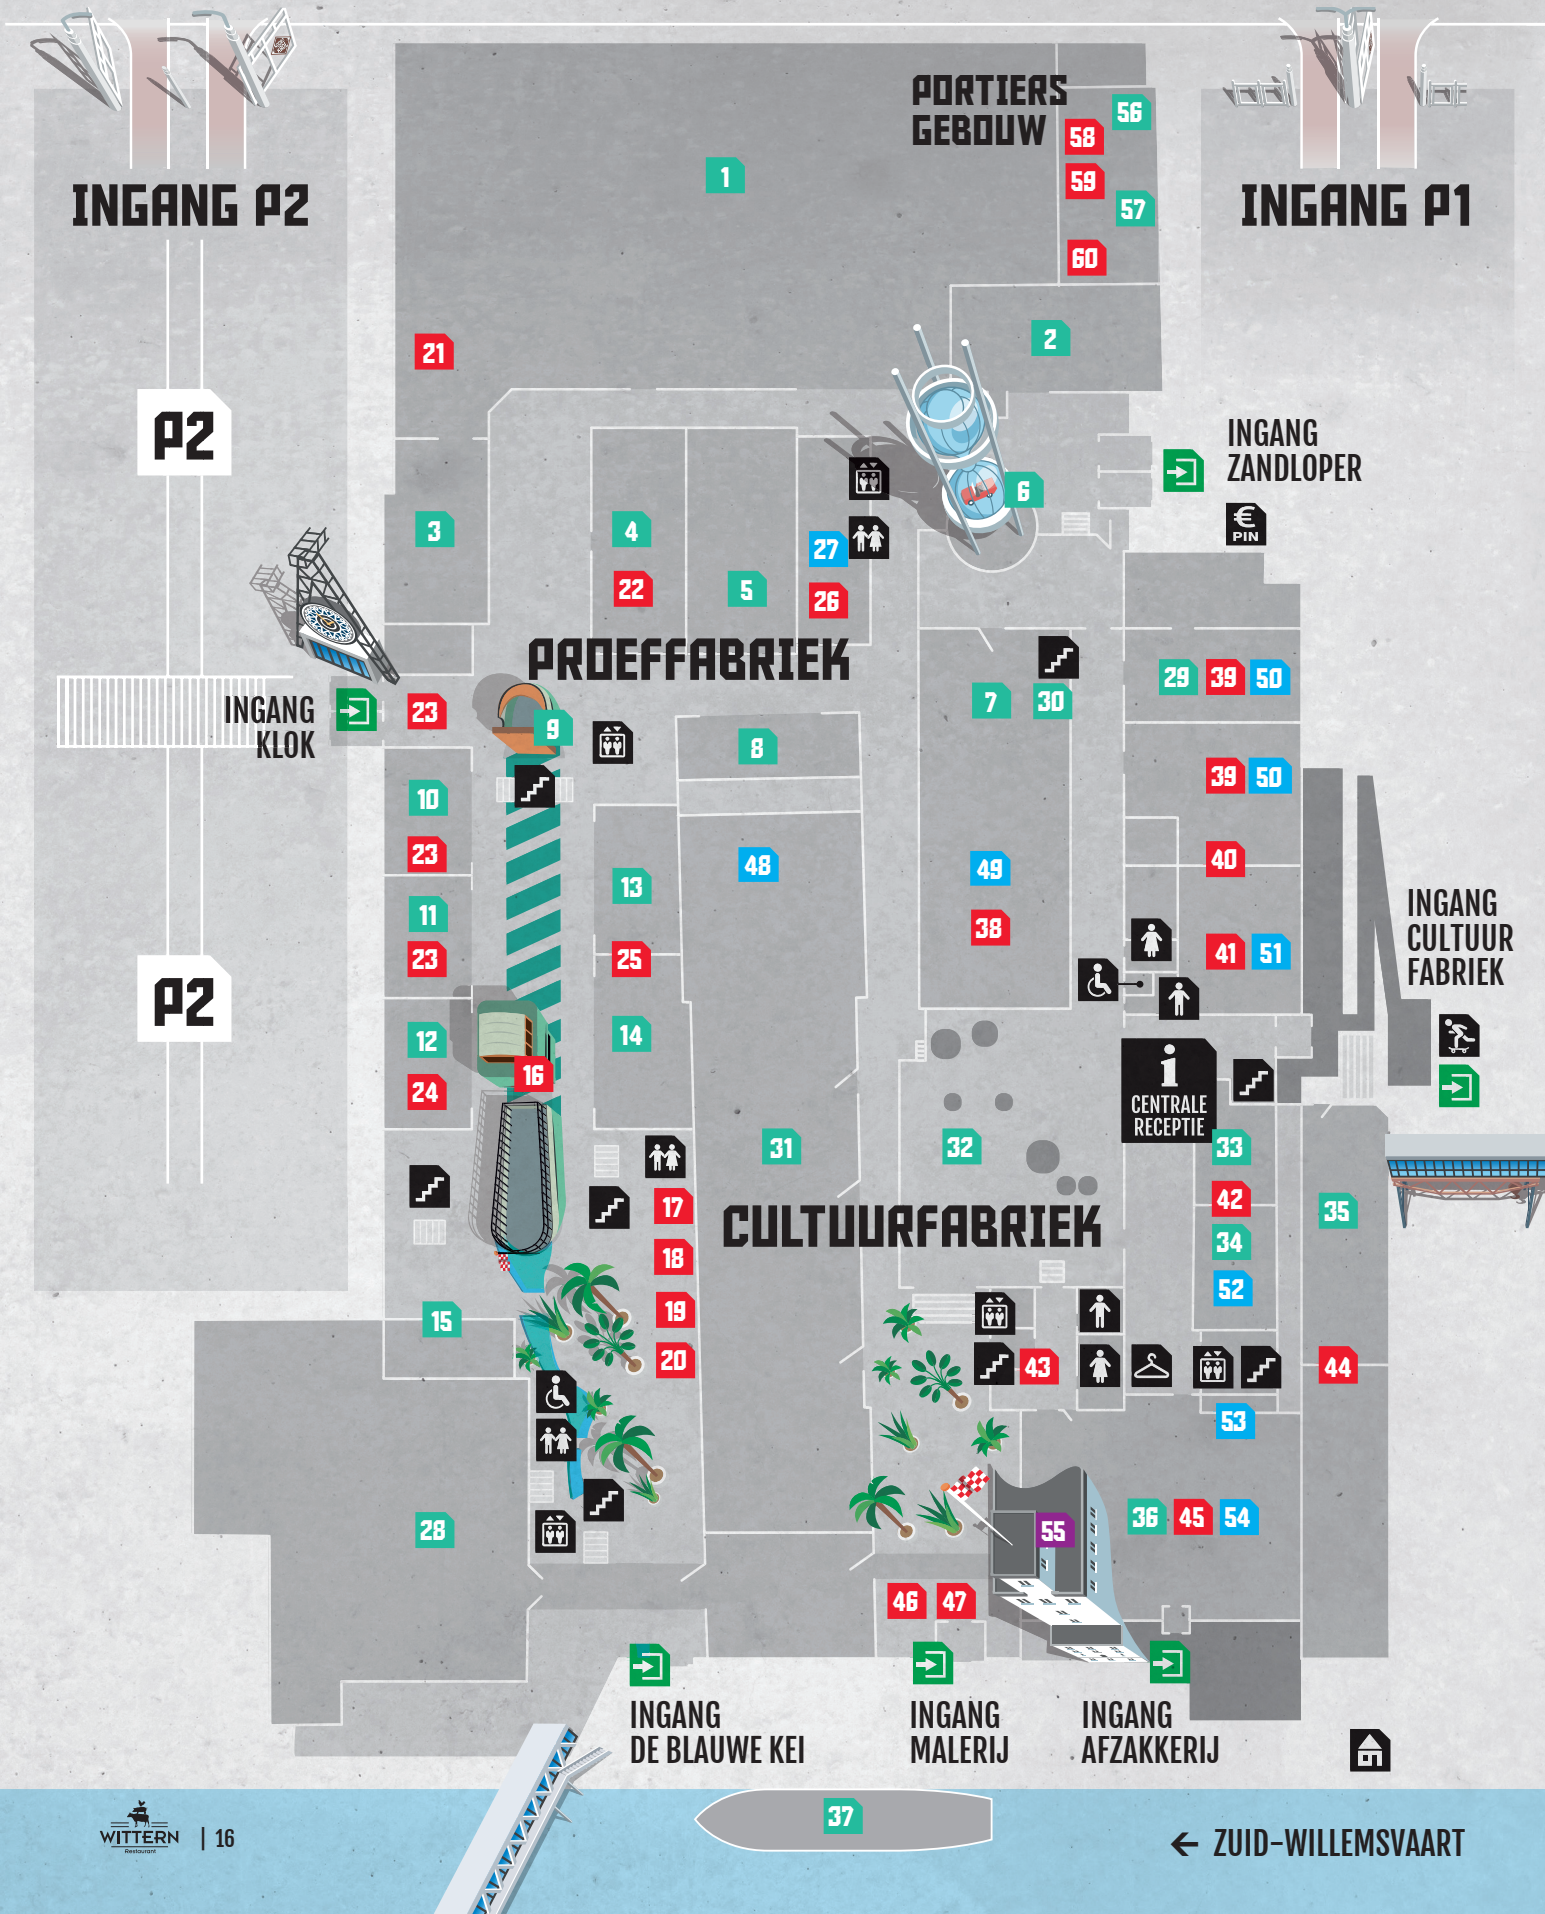 PORTIERS
GEBOUW
56
58
59
57
60
1
INGANG P2
INGANG P1
2
21
P2
INGANG
ZANDLOPER
€
PIN
6
3
4
5
27
22
26
PROEFFABRIEK
7
30
29
39
50
INGANG
KLOK
23
9
8
39
50
10
23
48
49
40
13
11
38
23
25
41
51
INGANG
CULTUUR
FABRIEK
P2
12
14
16
24
i
CENTRALE
RECEPTIE
31
32
33
17
42
35
CULTUURFABRIEK
18
34
52
19
15
20
43
44
53
28
55
36
45
54
46
47
INGANG
DE BLAUWE KEI
INGANG
MALERIJ
INGANG
AFZAKKERIJ
37
WITTERN
Restaurant
| 16
← ZUID-WILLEMSVAART